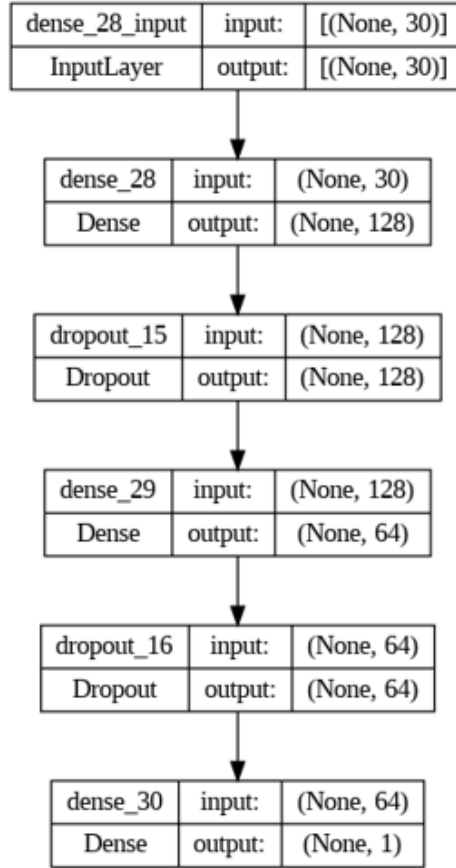 dense_28_input input: [(None, 30)]
InputLayer output: [(None, 30)]
dense_28 input: (None, 30)
Dense output: (None, 128)
dropout_15 input: (None, 128)
Dropout output: (None, 128)
dense_29 input: (None, 128)
Dense output: (None, 64)
dropout_16 input: (None, 64)
Dropout output: (None, 64)
dense_30 input: (None, 64)
Dense output: (None, 1)